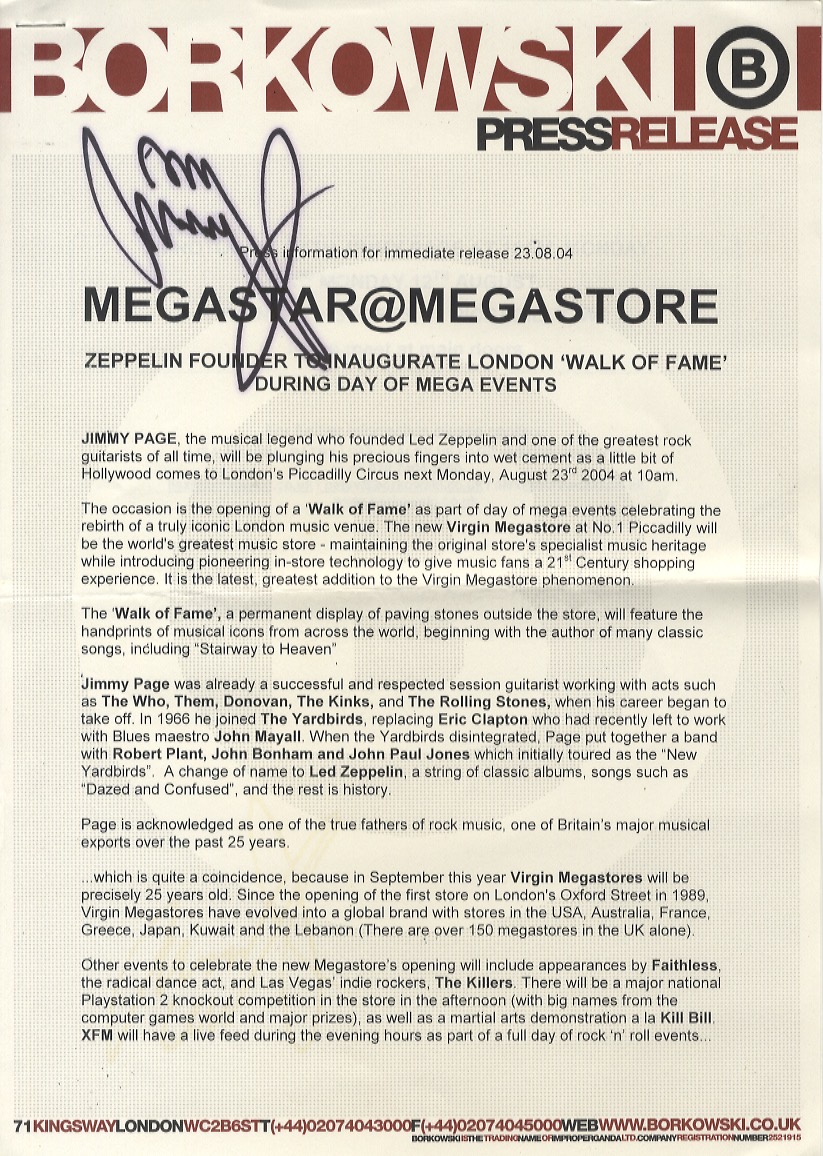 BORKOWSKI B
PRESSRELEASE
Press information for immediate release 23.08.04
MEGASTAR@MEGASTORE
ZEPPELIN FOUNDER TO INAUGURATE LONDON ‘WALK OF FAME’
DURING DAY OF MEGA EVENTS
JIMMY PAGE, the musical legend who founded Led Zeppelin and one of the greatest rock
guitarists of all time, will be plunging his precious fingers into wet cement as a little bit of
Hollywood comes to London's Piccadilly Circus next Monday, August 23rd 2004 at 10am.
The occasion is the opening of a ‘Walk of Fame’ as part of day of mega events celebrating the
rebirth of a truly iconic London music venue. The new Virgin Megastore at No.1 Piccadilly will
be the world's greatest music store - maintaining the original store's specialist music heritage
while introducing pioneering in-store technology to give music fans a 21st Century shopping
experience. It is the latest, greatest addition to the Virgin Megastore phenomenon.
The ‘Walk of Fame’, a permanent display of paving stones outside the store, will feature the
handprints of musical icons from across the world, beginning with the author of many classic
songs, including “Stairway to Heaven”
Jimmy Page was already a successful and respected session guitarist working with acts such
as The Who, Them, Donovan, The Kinks, and The Rolling Stones, when his career began to
take off. In 1966 he joined The Yardbirds, replacing Eric Clapton who had recently left to work
with Blues maestro John Mayall. When the Yardbirds disintegrated, Page put together a band
with Robert Plant, John Bonham and John Paul Jones which initially toured as the “New
Yardbirds”. A change of name to Led Zeppelin, a string of classic albums, songs such as
“Dazed and Confused”, and the rest is history.
Page is acknowledged as one of the true fathers of rock music, one of Britain's major musical
exports over the past 25 years.
...which is quite a coincidence, because in September this year Virgin Megastores will be
precisely 25 years old. Since the opening of the first store on London's Oxford Street in 1989,
Virgin Megastores have evolved into a global brand with stores in the USA, Australia, France,
Greece, Japan, Kuwait and the Lebanon (There are over 150 megastores in the UK alone).
Other events to celebrate the new Megastore's opening will include appearances by Faithless,
the radical dance act, and Las Vegas' indie rockers, The Killers. There will be a major national
Playstation 2 knockout competition in the store in the afternoon (with big names from the
computer games world and major prizes), as well as a martial arts demonstration a la Kill Bill.
XFM will have a live feed during the evening hours as part of a full day of rock ‘n’ roll events...
71KINGSWAYLONDONWC2B6STT(+44)02074043000F(+44)02074045000WEBWWW.BORKOWSKI.CO.UK
BORKOWSKIISTHETRADINGNAMEOFIMPROPERGANDALTD.COMPANYREGISTRATIONNUMBER2521915